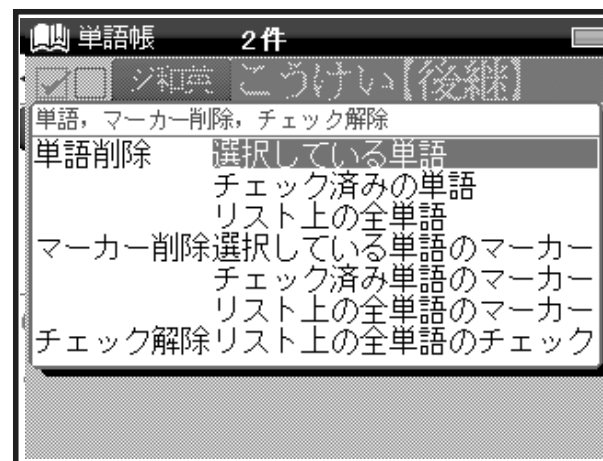 単語帳 2件
シ和英 こうけい【後継】
単語，マーカー削除，チェック解除
単語削除 選択している単語
チェック済みの単語
リスト上の全単語
マーカー削除選択している単語のマーカー
チェック済み単語のマーカー
リスト上の全単語のマーカー
チェック解除リスト上の全単語のチェック